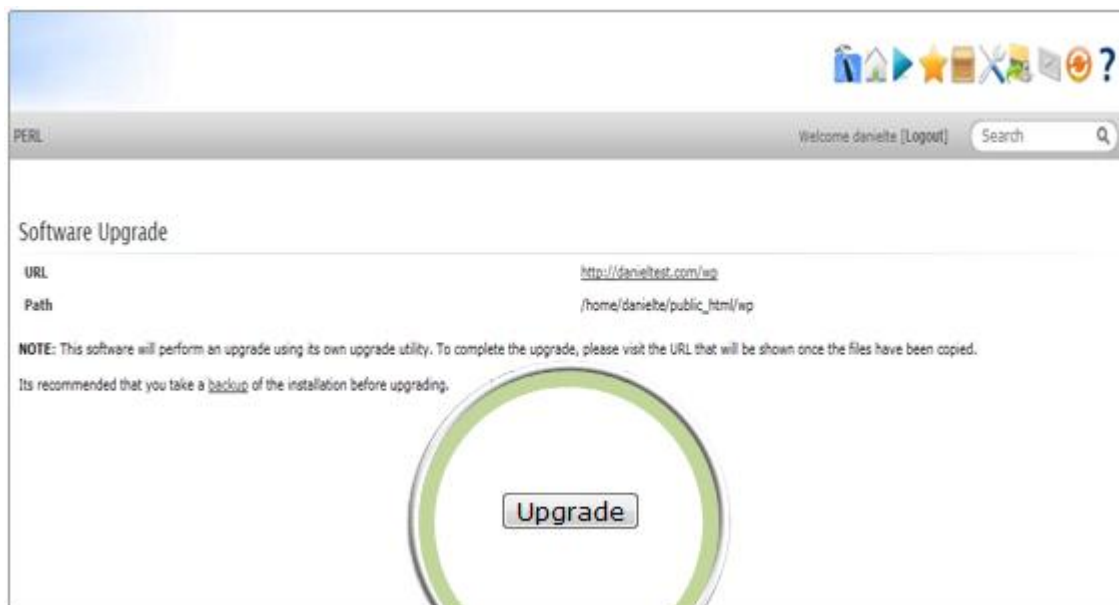 ?
PERL
Welcome danielte [Logout]
Search
Software Upgrade
URL
http://danieltest.com/wp
Path
/home/danielte/public_html/wp
NOTE: This software will perform an upgrade using its own upgrade utility. To complete the upgrade, please visit the URL that will be shown once the files have been copied.
Its recommended that you take a backup of the installation before upgrading.
Upgrade